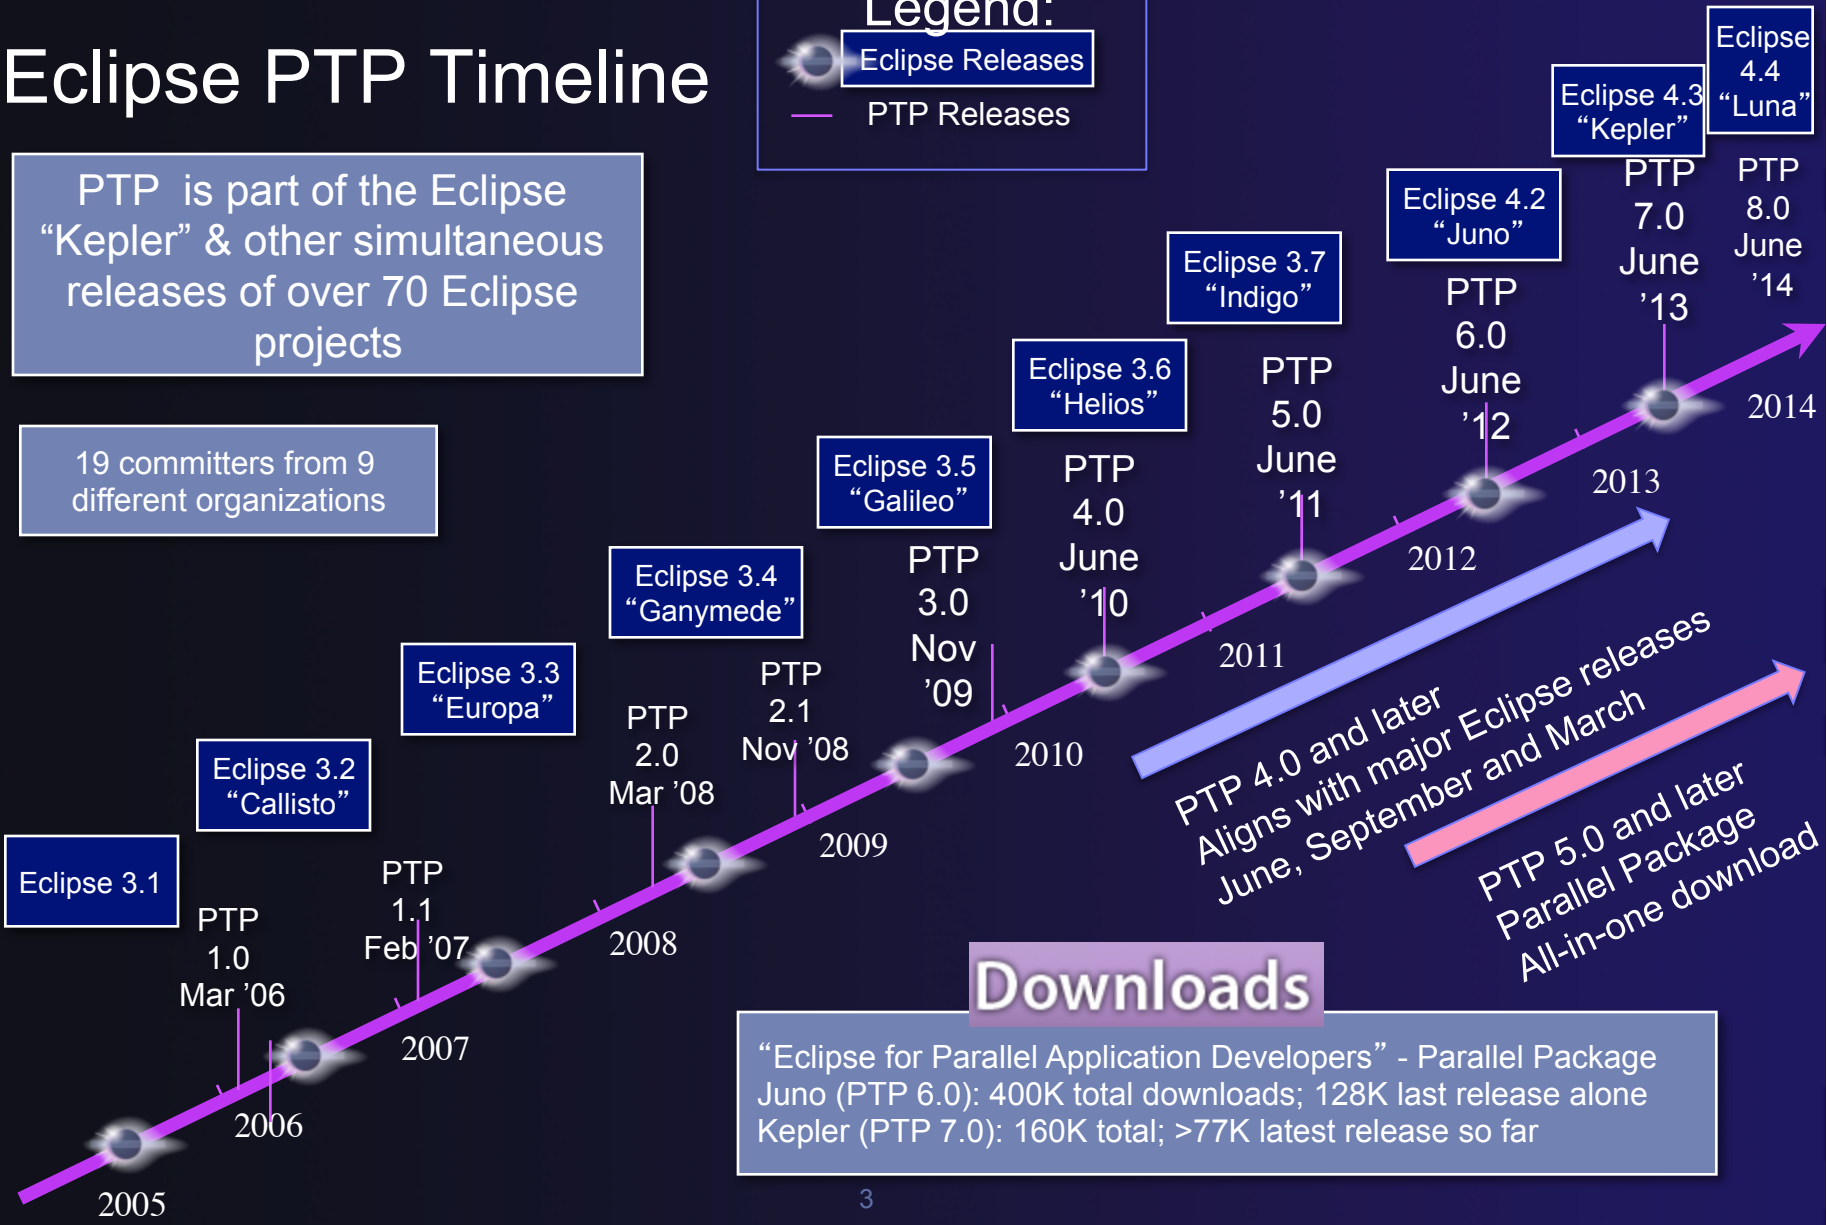 Eclipse PTP Timeline
Legend:
Eclipse Releases
PTP Releases
PTP  is part of the Eclipse
“Kepler” & other simultaneous
releases of over 70 Eclipse
projects
19 committers from 9
different organizations
Eclipse 3.1
PTP
1.0
Mar ’06
Eclipse 3.2
“Callisto”
PTP
1.1
Feb ’07
Eclipse 3.3
“Europa”
PTP
2.0
Mar ’08
Eclipse 3.4
“Ganymede”
PTP
2.1
Nov ’08
Eclipse 3.5
“Galileo”
PTP
3.0
Nov
’09
Eclipse 3.6
“Helios”
PTP
4.0
June
’10
Eclipse 3.7
“Indigo”
PTP
5.0
June
’11
Eclipse 4.2
“Juno”
PTP
6.0
June
’12
Eclipse 4.3
“Kepler”
PTP
7.0
June
’13
Eclipse
4.4
“Luna”
PTP
8.0
June
’14
2005
2006
2007
2008
2009
2010
2011
2012
2013
2014
PTP 4.0 and later
Aligns with major Eclipse releases
June, September and March
PTP 5.0 and later
Parallel Package
All-in-one download
Downloads
“Eclipse for Parallel Application Developers” - Parallel Package
Juno (PTP 6.0): 400K total downloads; 128K last release alone
Kepler (PTP 7.0): 160K total; >77K latest release so far
3